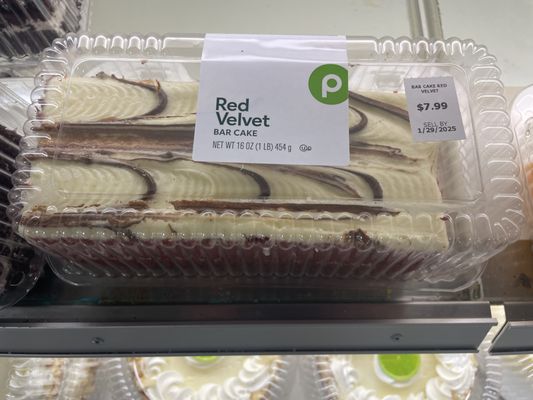 Red
Velvet
BAR CAKE
NET WT 16 OZ (1 LB) 454 g
BAR CAKE RED
VELVET
$7.99
SELL BY
1/29/2025